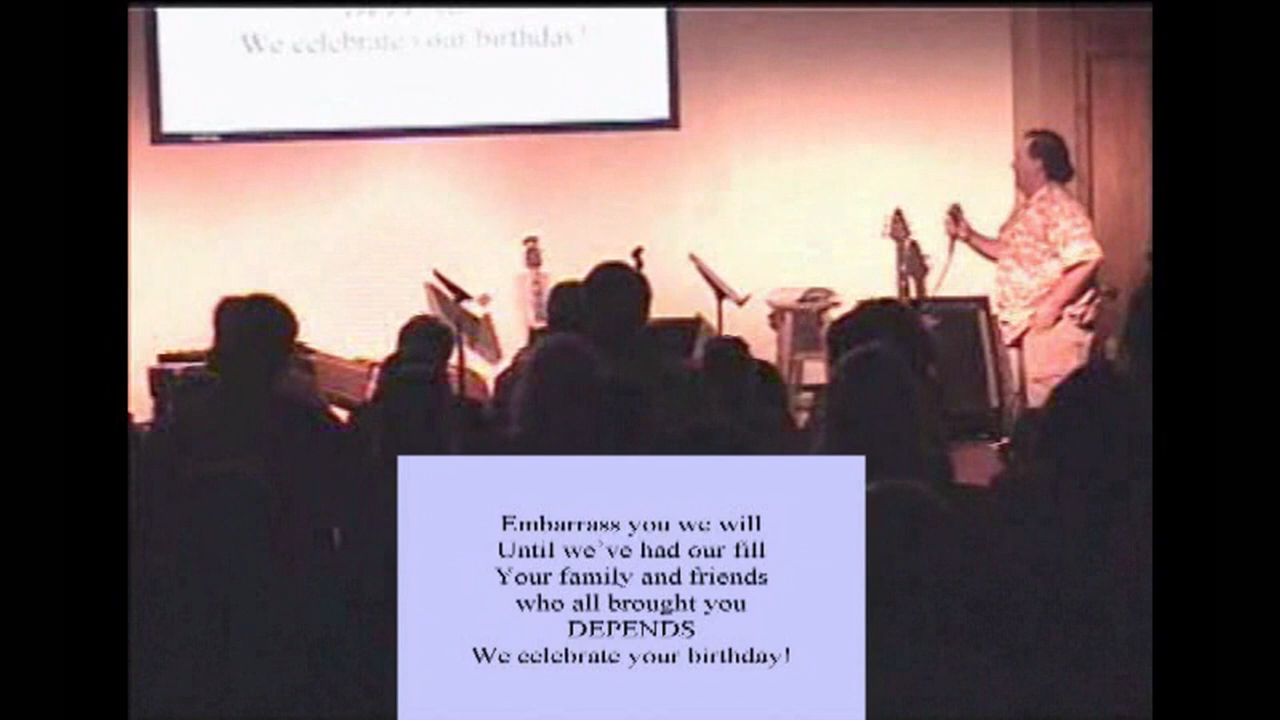 We celebrate your birthday!
Embarrass you we will
Until we've had our fill
Your family and friends
who all brought you
DEPENDS
We celebrate your birthday!